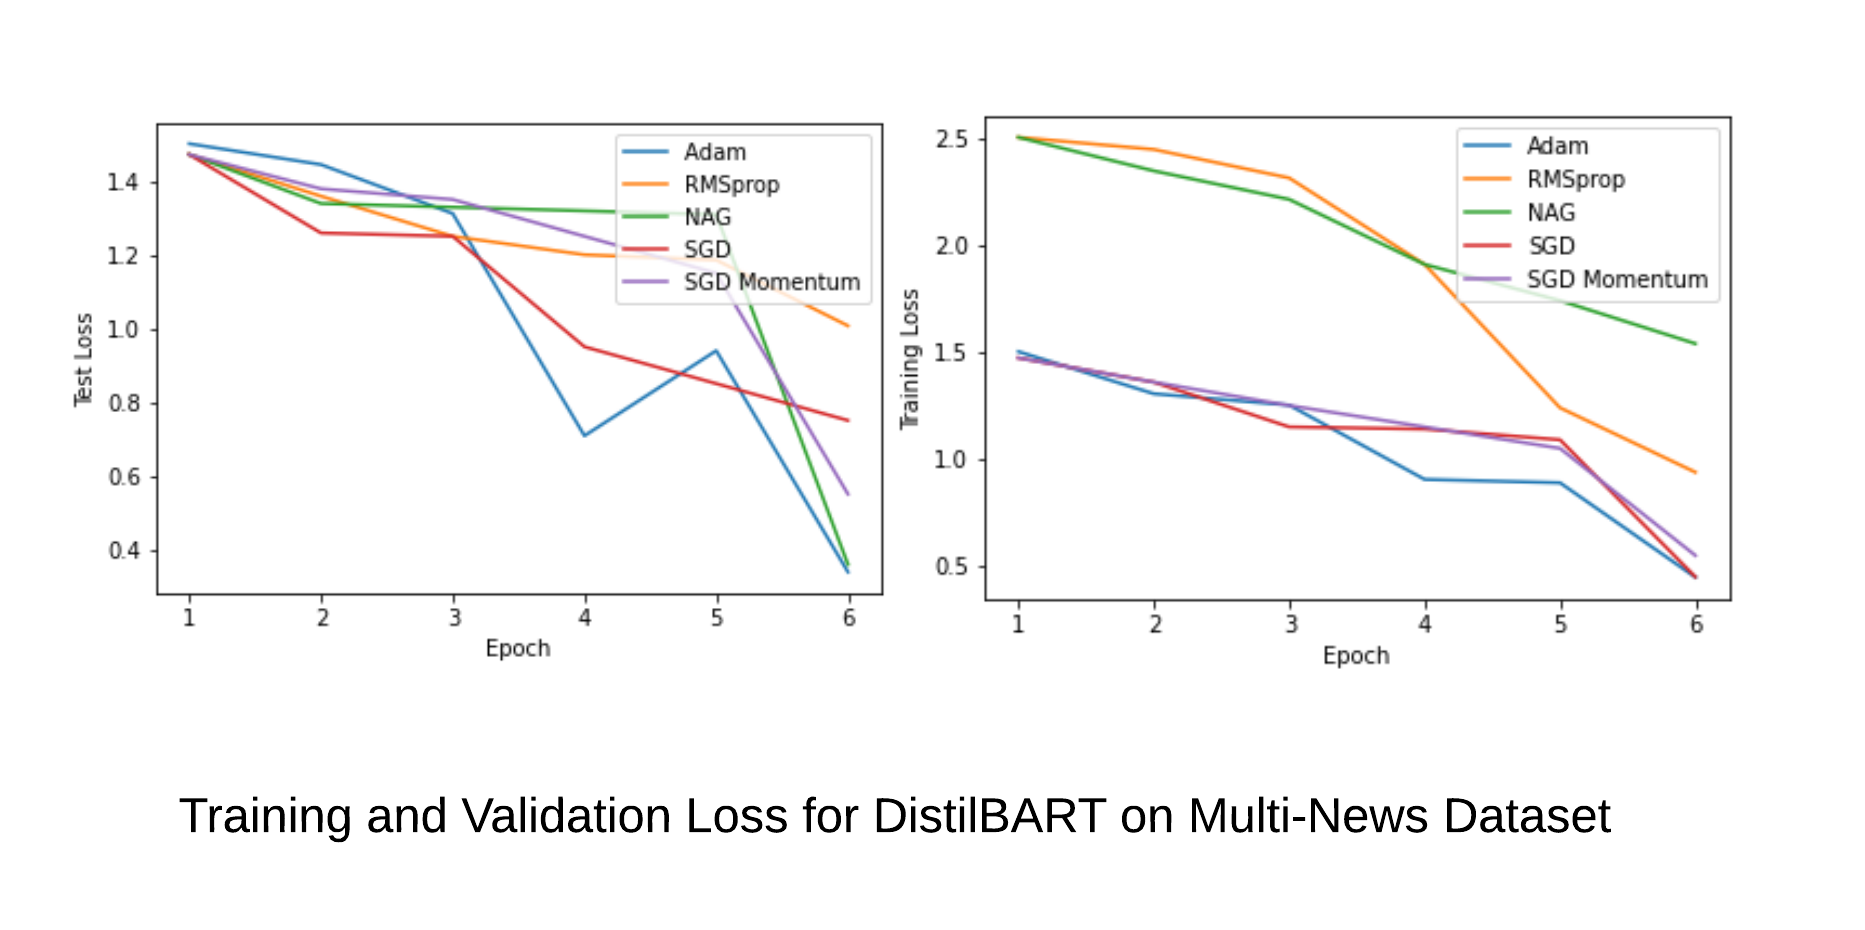 Test Loss
1.4
1.2
1.0
0.8
0.6
0.4
1 2 3 4 5 6
Epoch
Adam
RMSprop
NAG
SGD
SGD Momentum
Training Loss
2.5
2.0
1.5
1.0
0.5
1 2 3 4 5 6
Epoch
Adam
RMSprop
NAG
SGD
SGD Momentum
Training and Validation Loss for DistilBART on Multi-News Dataset